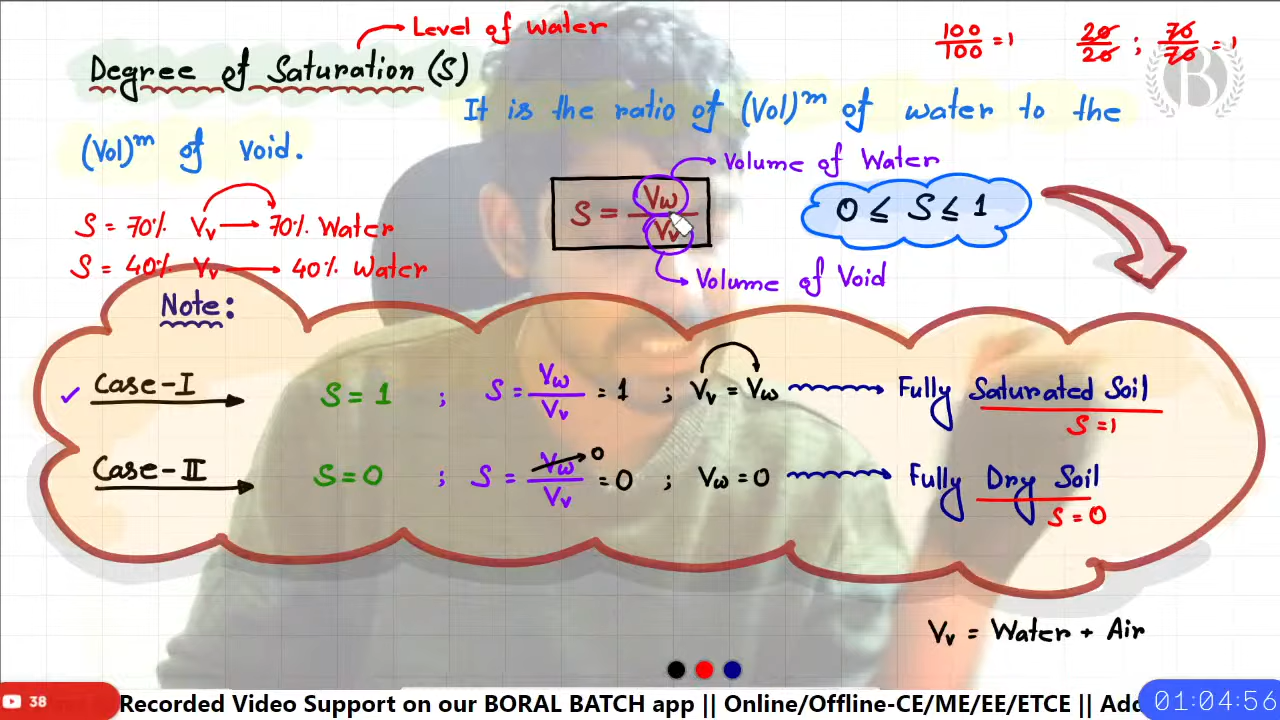 Level of Water
100/100 = 1 20/20 ; 70/70 = 1
Degree of Saturation (S)
It is the ratio of (Vol)ᵐ of water to the
(Vol)ᵐ of Void.
Volume of Water
S = Vw/Vv
0 ≤ S ≤ 1
S = 70% Vv → 70% Water
S = 40% Vv → 40% Water
Volume of Void
Note:
✓ Case-I → S = 1 ; S = Vw/Vv = 1 ; Vv = Vw → Fully Saturated Soil
S = 1
Case-II → S = 0 ; S = Vw/Vv = 0 ; Vw = 0 → Fully Dry Soil
0
S = 0
Vv = Water + Air
B
38
Recorded Video Support on our BORAL BATCH app || Online/Offline-CE/ME/EE/ETCE || Add
01:04:56